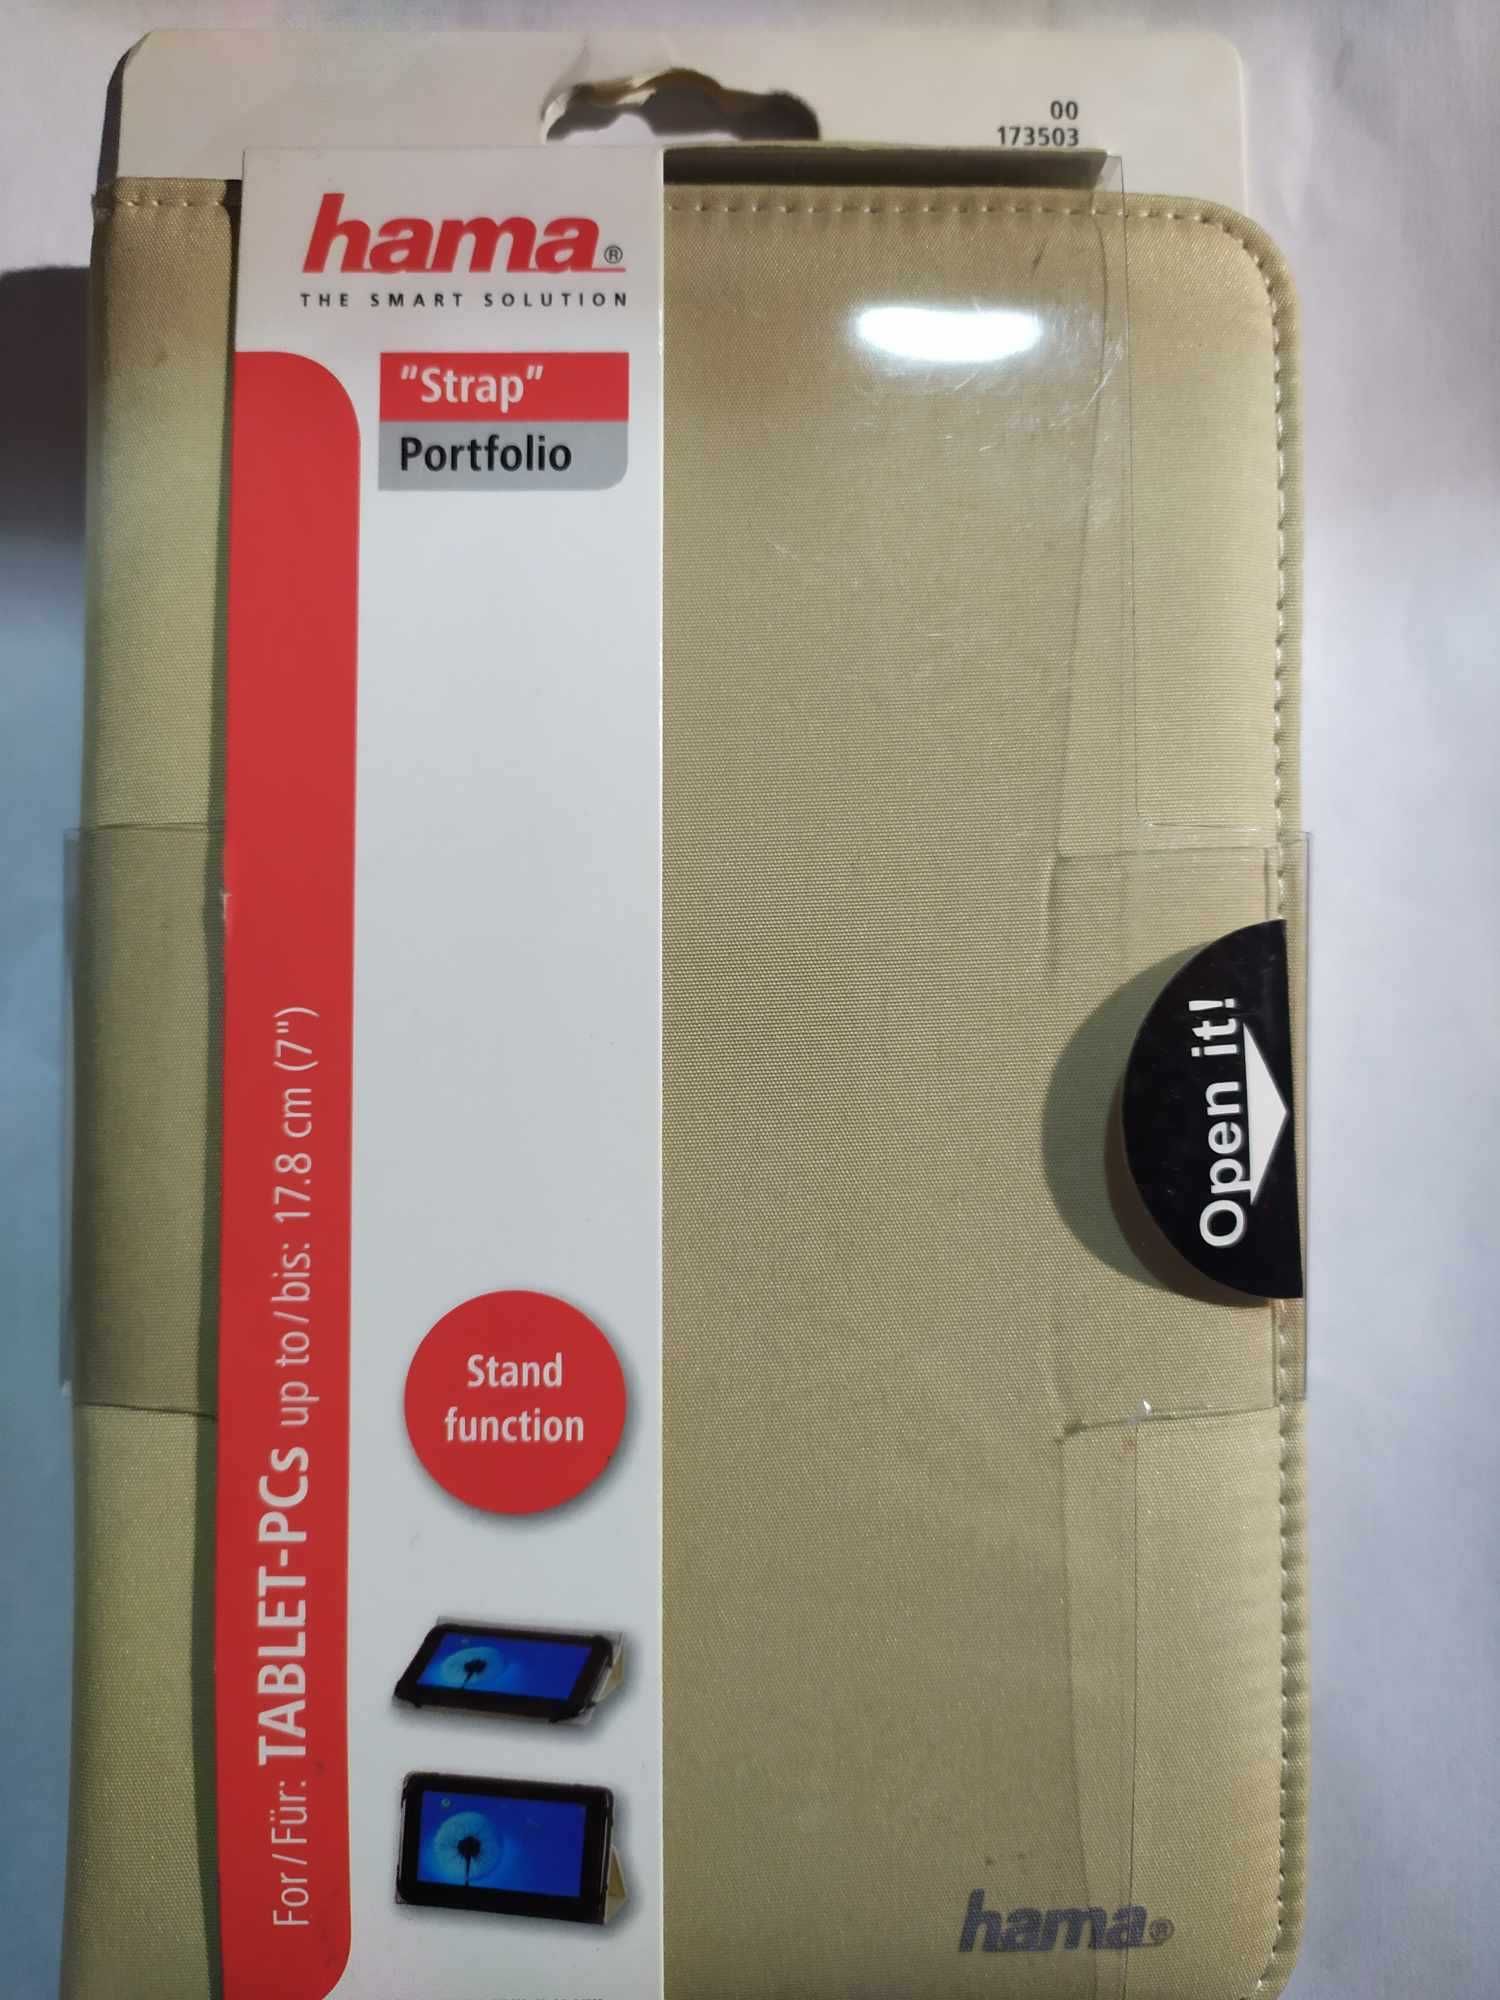 00
173503
hama®
THE SMART SOLUTION
"Strap"
Portfolio
For / Für: TABLET-PCs up to / bis: 17.8 cm (7")
Open it!
Stand
function
hama®